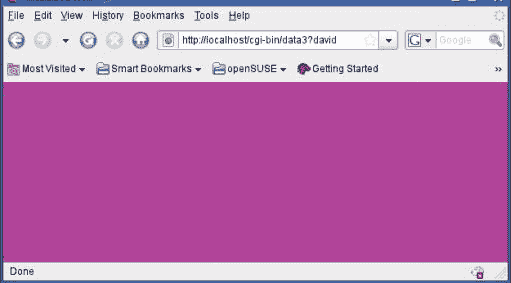 File Edit View History Bookmarks Tools Help
http://localhost/cgi-bin/data3?david G Google
Most Visited Smart Bookmarks openSUSE Getting Started »
Done